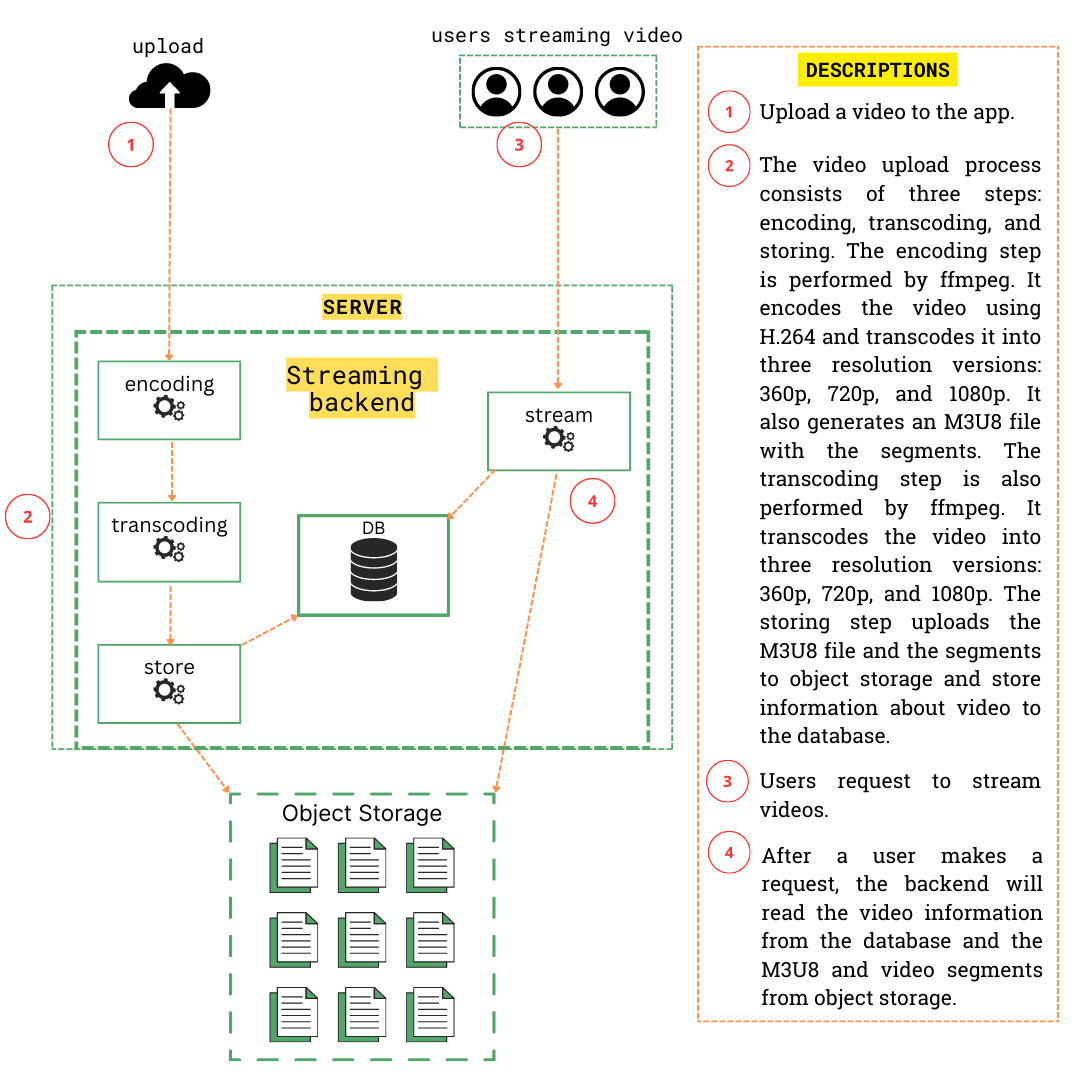 upload
users streaming video
1
3
SERVER
Streaming
backend
encoding
stream
4
2
transcoding
DB
store
Object Storage
DESCRIPTIONS
1 Upload a video to the app.
2 The video upload process
consists of three steps:
encoding, transcoding, and
storing. The encoding step
is performed by ffmpeg. It
encodes the video using
H.264 and transcodes it into
three resolution versions:
360p, 720p, and 1080p. It
also generates an M3U8 file
with the segments. The
transcoding step is also
performed by ffmpeg. It
transcodes the video into
three resolution versions:
360p, 720p, and 1080p. The
storing step uploads the
M3U8 file and the segments
to object storage and store
information about video to
the database.
3 Users request to stream
videos.
4 After a user makes a
request, the backend will
read the video information
from the database and the
M3U8 and video segments
from object storage.